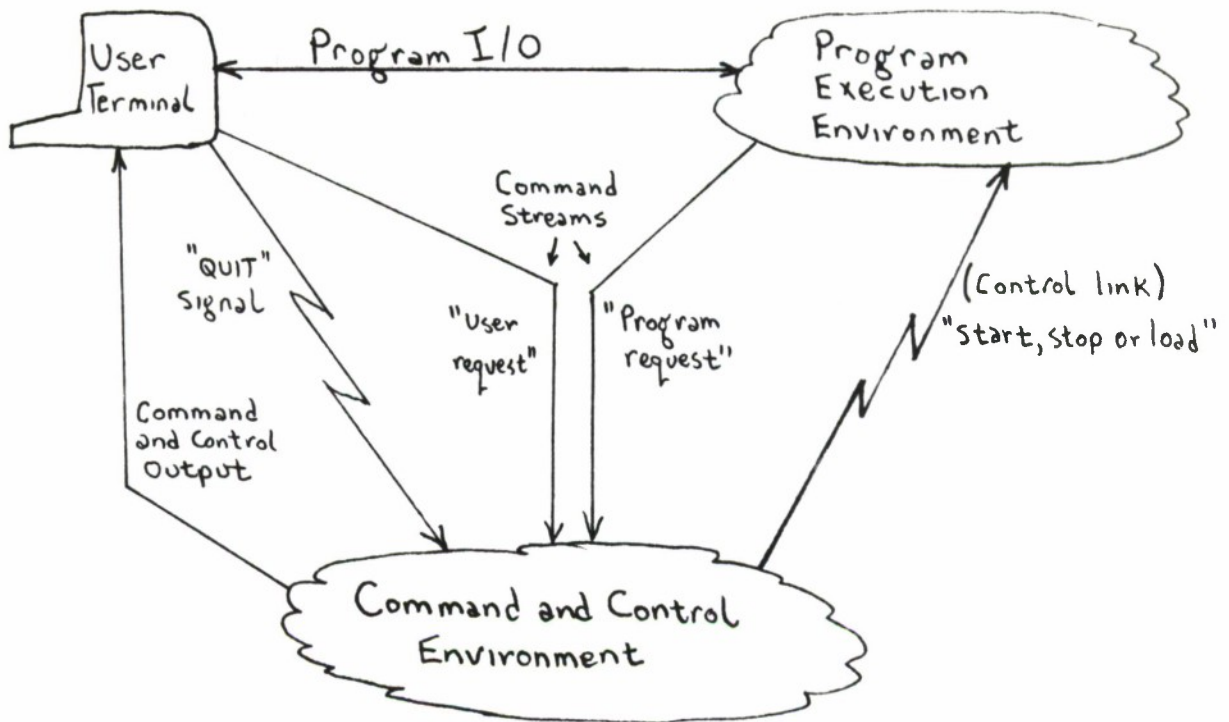 User
Terminal
Program I/O
Program
Execution
Environment
Command
Streams
"QUIT"
Signal
"User
request"
"Program
request"
(Control link)
"Start, stop or load"
Command
and Control
Output
Command and Control
Environment